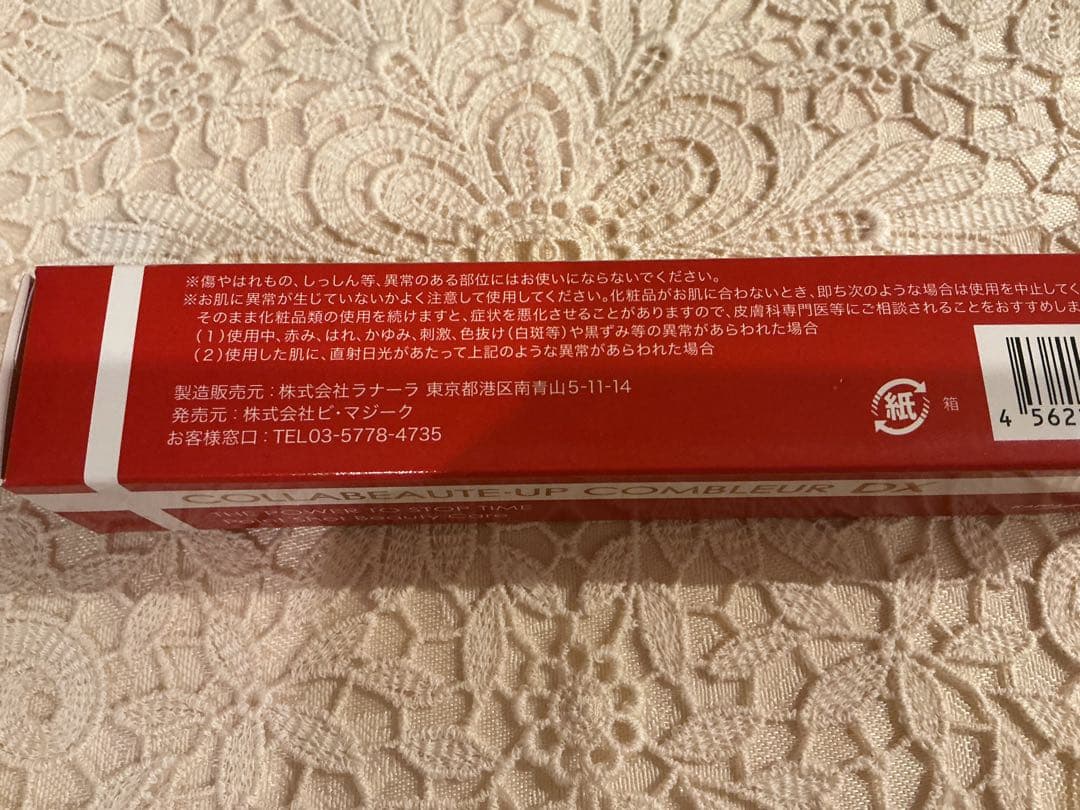 ※傷やはれもの、しっしん等、異常のある部位にはお使いにならないでください。
※お肌に異常が生じていないかよく注意して使用してください。化粧品がお肌に合わないとき、即ち次のような場合は使用を中止してく
そのまま化粧品類の使用を続けますと、症状を悪化させることがありますので、皮膚科専門医等にご相談されることをおすすめしま
(1)使用中、赤み、はれ、かゆみ、刺激、色抜け(白斑等)や黒ずみ等の異常があらわれた場合
(2)使用した肌に、直射日光があたって上記のような異常があらわれた場合
製造販売元:株式会社ラナーラ 東京都港区南青山5-11-14
発売元:株式会社ビ・マジーク
お客様窓口:TEL03-5778-4735
紙 箱
4 562
COLLABEAUTE-UP COMBLEUR DX
THE POWER TO STOP TIME